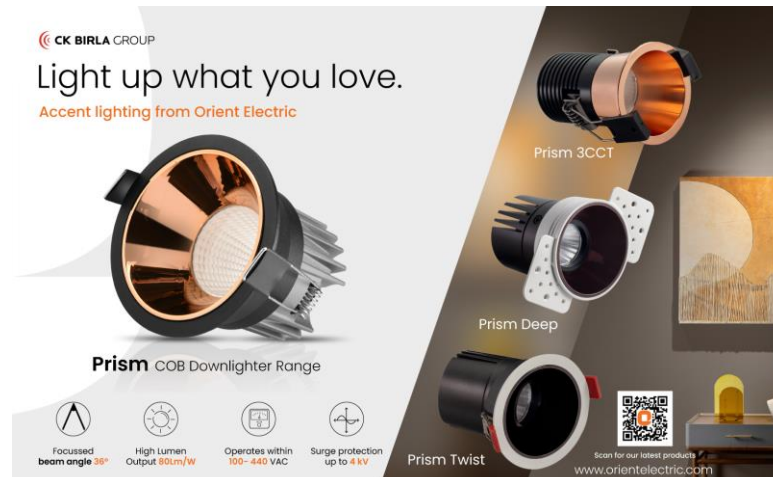 CK BIRLA GROUP
Light up what you love.
Accent lighting from Orient Electric
Prism COB Downlighter Range
Focussed
beam angle 36°
High Lumen
Output 80Lm/W
Operates within
100- 440 VAC
Surge protection
up to 4 kV
Prism 3CCT
Prism Deep
Prism Twist
Scan for our latest products
www.orientelectric.com